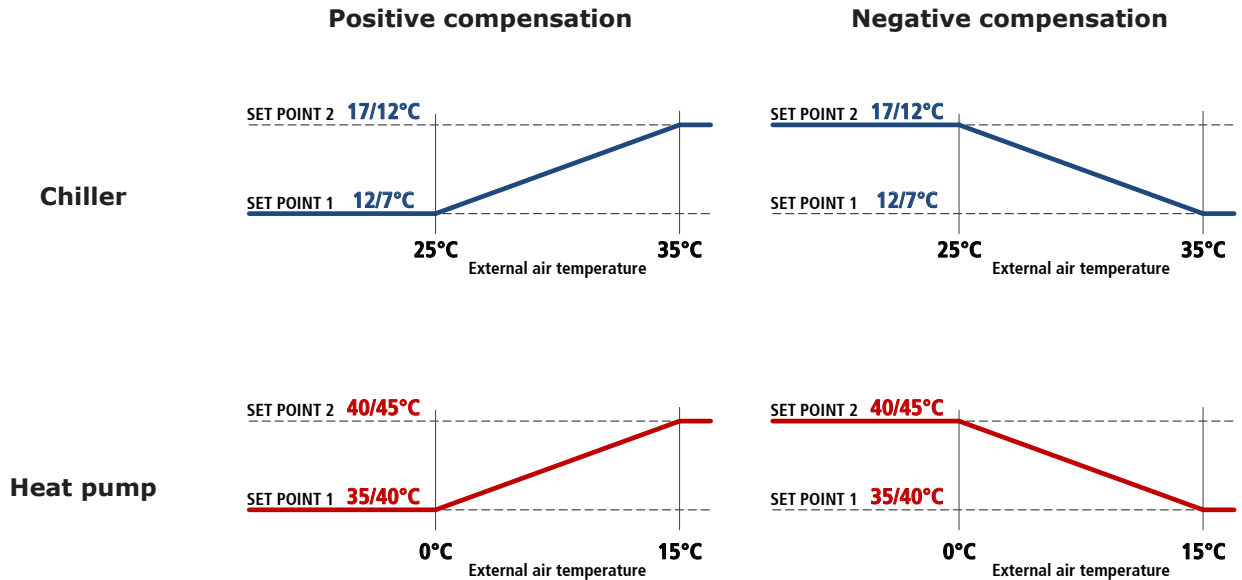 Positive compensation
Negative compensation
Chiller
SET POINT 2 17/12°C
SET POINT 1 12/7°C
25°C 35°C
External air temperature
SET POINT 2 17/12°C
SET POINT 1 12/7°C
25°C 35°C
External air temperature
Heat pump
SET POINT 2 40/45°C
SET POINT 1 35/40°C
0°C 15°C
External air temperature
SET POINT 2 40/45°C
SET POINT 1 35/40°C
0°C 15°C
External air temperature